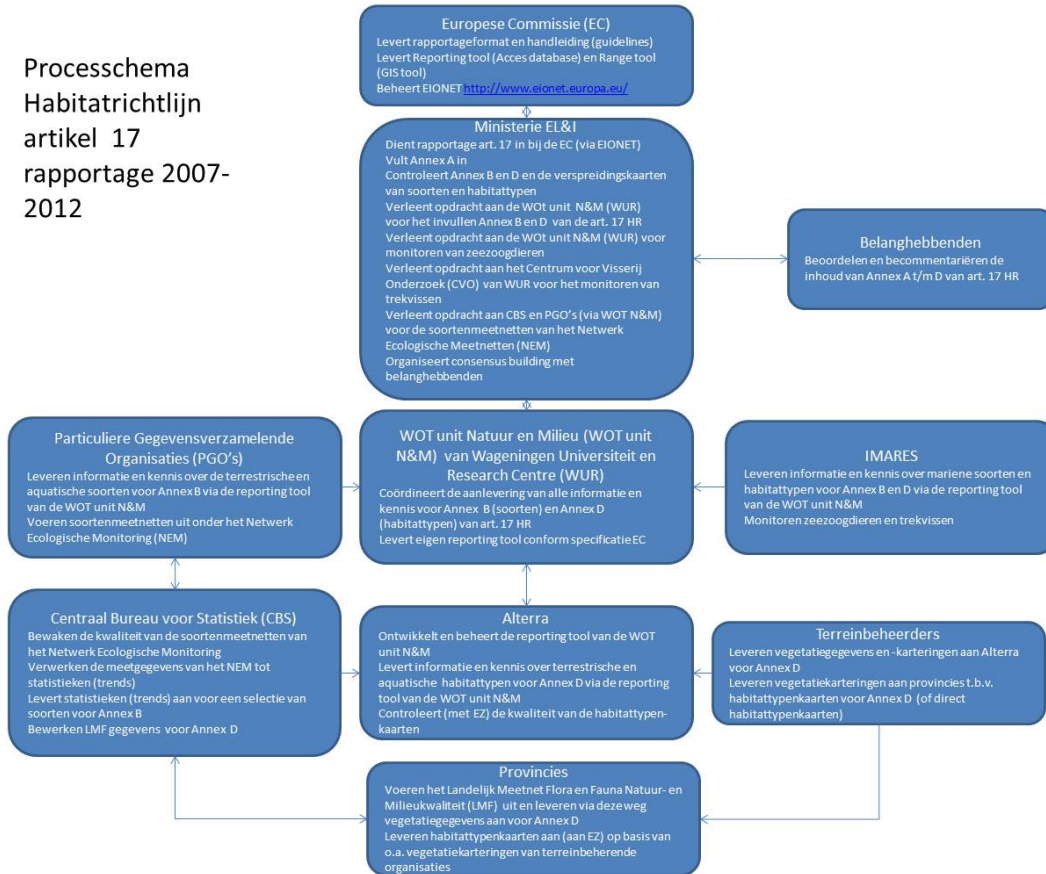 Processchema
Habitatrichtlijn
artikel 17
rapportage 2007-
2012
Europese Commissie (EC)
Levert rapportageformat en handleiding (guidelines)
Levert Reporting tool (Acces database) en Range tool
(GIS tool)
Beheert EIONET http://www.eionet.europa.eu/
Ministerie EL&I
Dient rapportage art. 17 in bij de EC (via EIONET)
Vult Annex A in
Controleert Annex B en D en de verspreidingskaarten
van soorten en habitattypen
Verleent opdracht aan de WOt unit N&M (WUR)
voor het invullen Annex B en D van de art. 17 HR
Verleent opdracht aan de WOt unit N&M (WUR) voor
monitoren van zeezoogdieren
Verleent opdracht aan het Centrum voor Visserij
Onderzoek (CVO) van WUR voor het monitoren van
trekvissen
Verleent opdracht aan CBS en PGO's (via WOT N&M)
voor de soortenmeetnetten van het Netwerk
Ecologische Meetnetten (NEM)
Organiseert consensus building met
belanghebbenden
Belanghebbenden
Beoordelen en becommentariëren de
inhoud van Annex A t/m D van art. 17 HR
Particuliere Gegevensverzamelende
Organisaties (PGO's)
Leveren informatie en kennis over de terrestrische en
aquatische soorten voor Annex B via de reporting tool
van de WOT unit N&M
Voeren soortenmeetnetten uit onder het Netwerk
Ecologische Monitoring (NEM)
WOT unit Natuur en Milieu (WOT unit
N&M) van Wageningen Universiteit en
Research Centre (WUR)
Coördineert de aanlevering van alle informatie en
kennis voor Annex B (soorten) en Annex D
(habitattypen) van art. 17 HR
Levert eigen reporting tool conform specificatie EC
IMARES
Leveren informatie en kennis over mariene soorten en
habitattypen voor Annex B en D via de reporting tool
van de WOT unit N&M
Monitoren zeezoogdieren en trekvissen
Centraal Bureau voor Statistiek (CBS)
Bewaken de kwaliteit van de soortenmeetnetten van
het Netwerk Ecologische Monitoring
Verwerken de meetgegevens van het NEM tot
statistieken (trends)
Levert statistieken (trends) aan voor een selectie van
soorten voor Annex B
Bewerken LMF gegevens voor Annex D
Alterra
Ontwikkelt en beheert de reporting tool van de WOT
unit N&M
Levert informatie en kennis over terrestrische en
aquatische habitattypen voor Annex D via de reporting
tool van de WOT unit N&M
Controleert (met EZ) de kwaliteit van de habitattypen-
kaarten
Terreinbeheerders
Leveren vegetatiegegevens en -karteringen aan Alterra
voor Annex D
Leveren vegetatiekarteringen aan provincies t.b.v.
habitattypenkaarten voor Annex D (of direct
habitattypenkaarten)
Provincies
Voeren het Landelijk Meetnet Flora en Fauna Natuur- en
Milieukwaliteit (LMF) uit en leveren via deze weg
vegetatiegegevens aan voor Annex D
Leveren habitattypenkaarten aan (aan EZ) op basis van
o.a. vegetatiekarteringen van terreinbeherende
organisaties